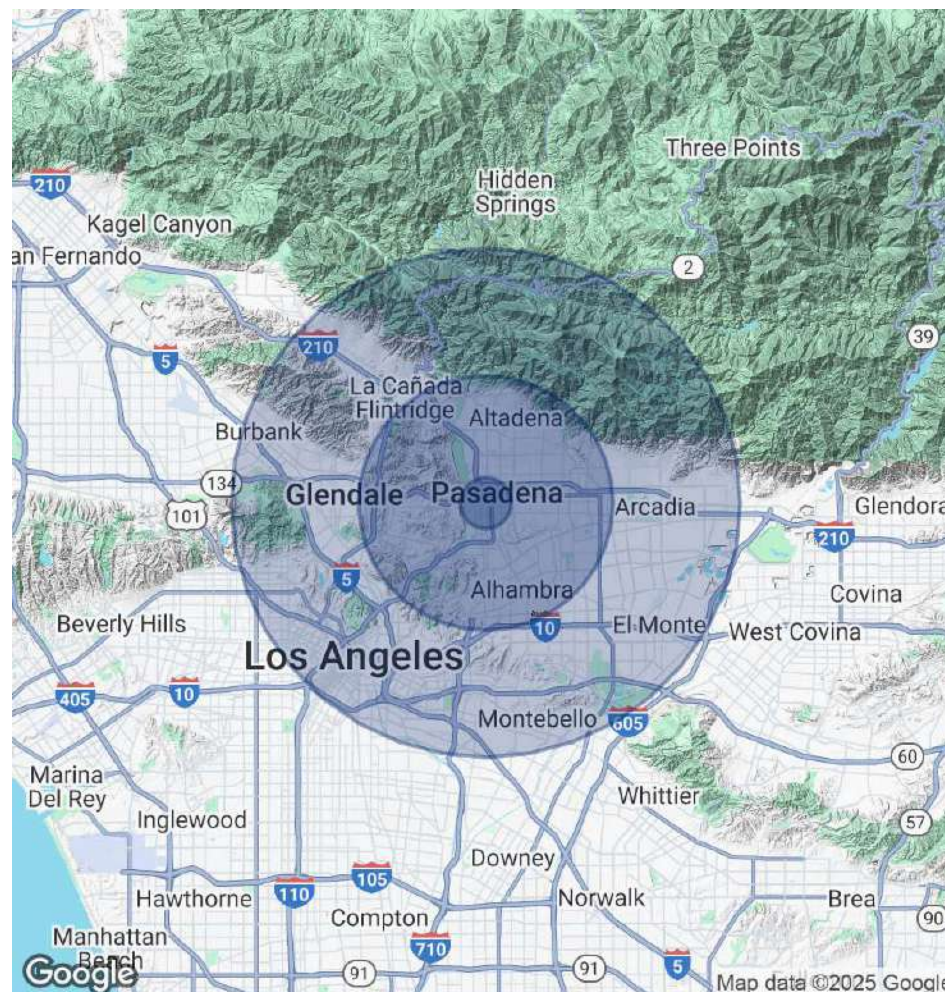 Three Points
Hidden
Springs
210
Kagel Canyon
an Fernando
2
39
5
210
La Cañada
Flintridge
Altadena
Burbank
134
Glendale
Pasadena
101
Arcadia
Glendora
210
5
Alhambra
Covina
Beverly Hills
10
El Monte
West Covina
Los Angeles
405
10
Montebello
605
60
Marina
Del Rey
Whittier
Inglewood
57
Downey
105
Hawthorne
110
Norwalk
Brea
Compton
90
Manhattan
Beach
710
5
91
91
Google
Map data ©2025 Google